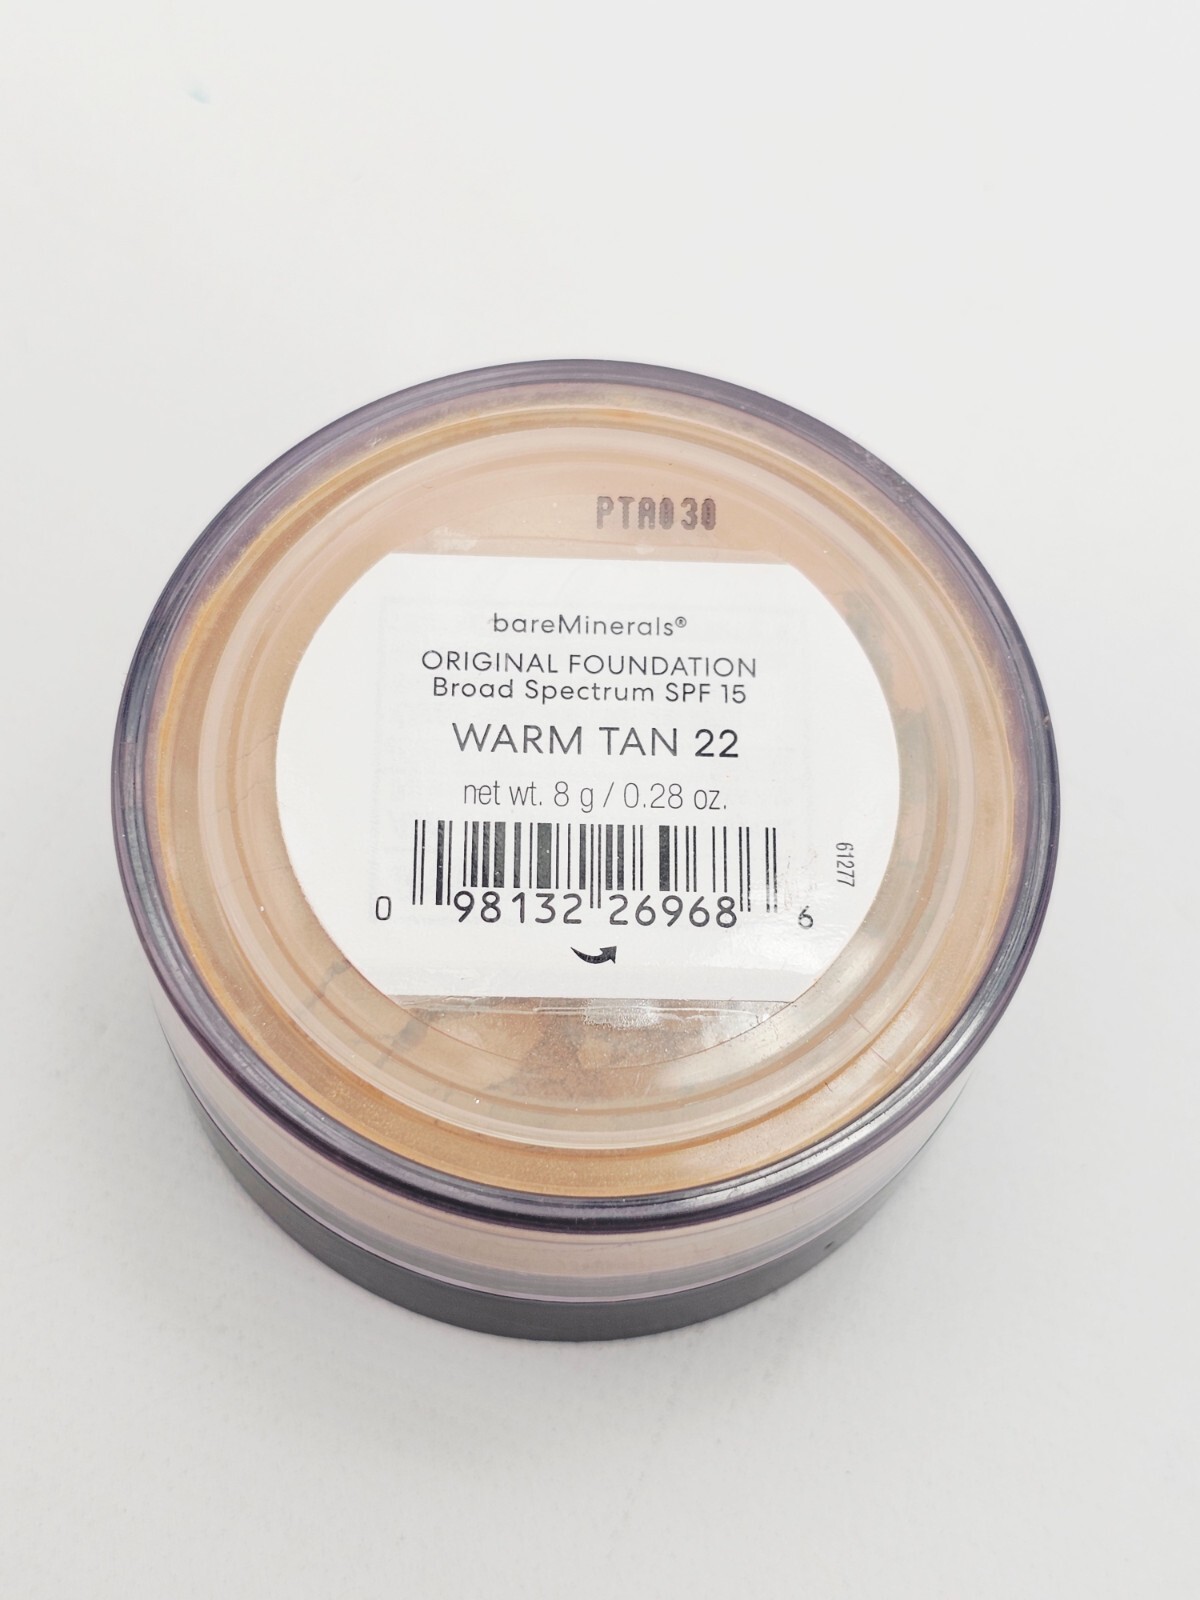 PTA030
bareMinerals®
ORIGINAL FOUNDATION
Broad Spectrum SPF 15
WARM TAN 22
net wt. 8 g / 0.28 oz.
61277
0 98132 26968 6